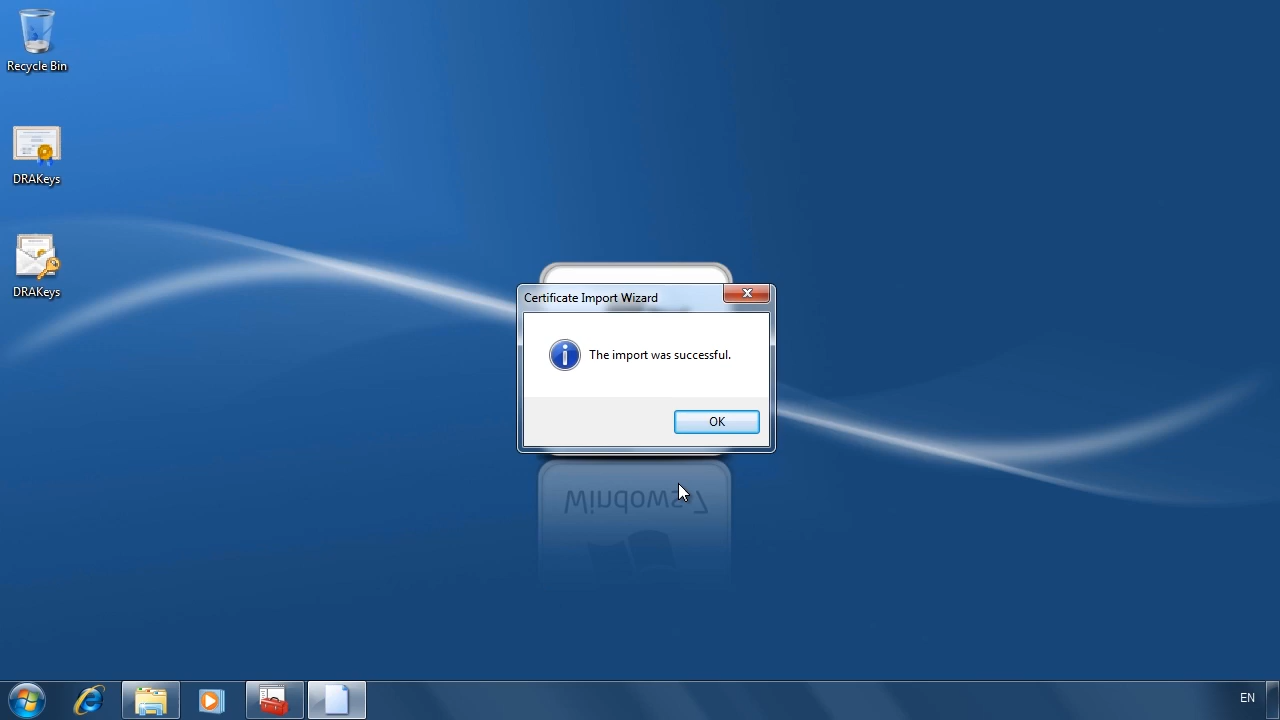 Recycle Bin
DRAKeys
DRAKeys
Certificate Import Wizard
The import was successful.
OK
Windows 7
EN